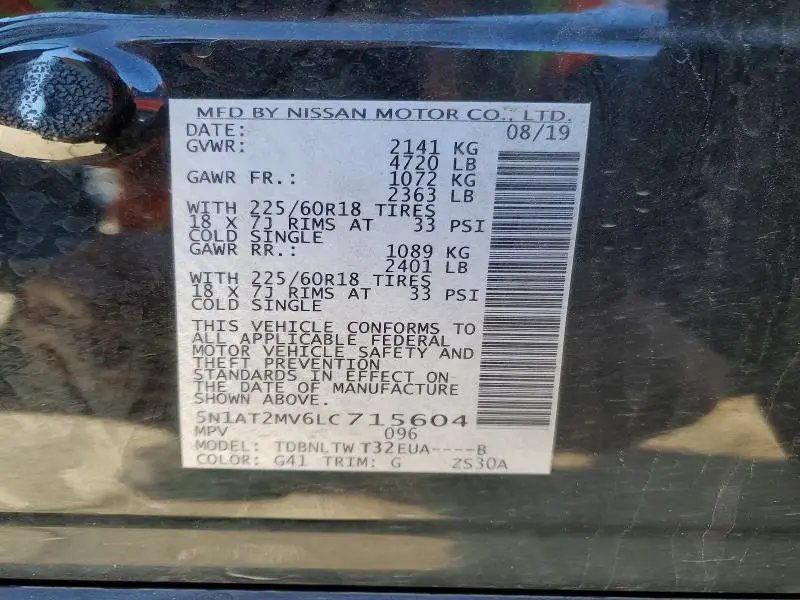 MFD BY NISSAN MOTOR CO., LTD.
DATE: 08/19
GVWR: 2141 KG
4720 LB
GAWR FR.: 1072 KG
2363 LB
WITH 225/60R18 TIRES
18 X 7J RIMS AT 33 PSI
COLD SINGLE
GAWR RR.: 1089 KG
2401 LB
WITH 225/60R18 TIRES
18 X 7J RIMS AT 33 PSI
COLD SINGLE
THIS VEHICLE CONFORMS TO
ALL APPLICABLE FEDERAL
MOTOR VEHICLE SAFETY AND
THEFT PREVENTION
STANDARDS IN EFFECT ON
THE DATE OF MANUFACTURE
SHOWN ABOVE.
5N1AT2MV6LC715604
MPV 096
MODEL: TDBNLTW T32EUA----B
COLOR: G41 TRIM: G ZS30A